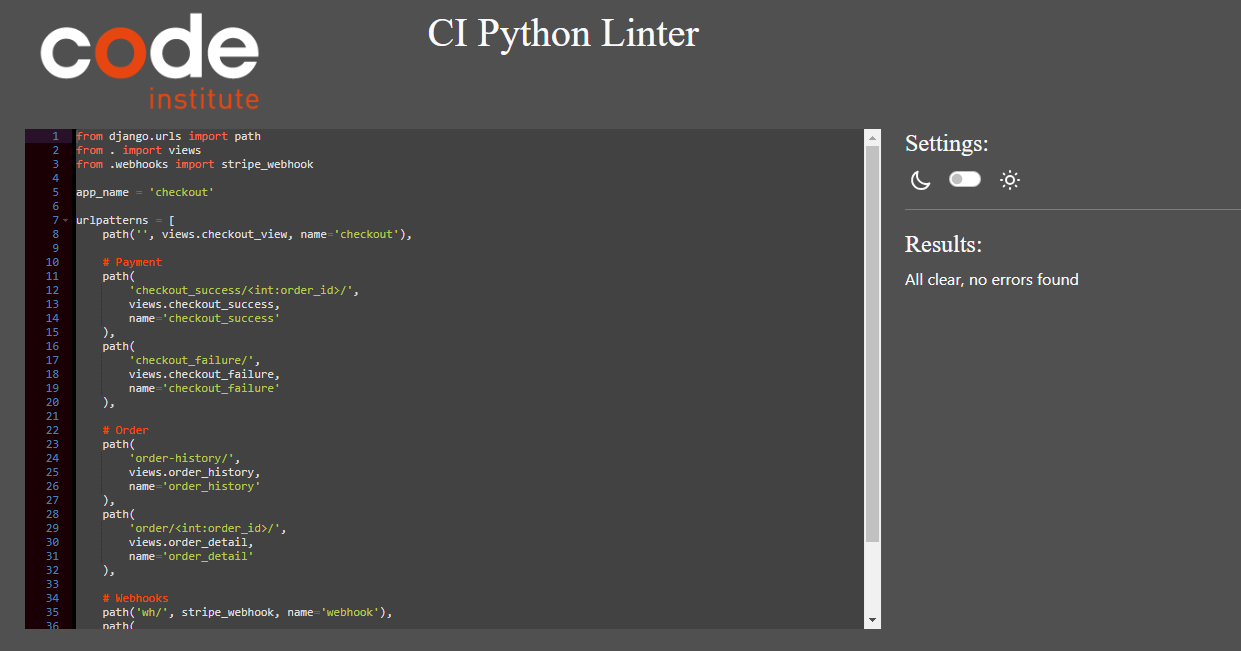 code
institute
CI Python Linter
1 from django.urls import path
2 from . import views
3 from .webhooks import stripe_webhook
4
5 app_name = 'checkout'
6
7 urlpatterns = [
8     path('', views.checkout_view, name='checkout'),
9
10     # Payment
11     path(
12         'checkout_success/<int:order_id>/',
13         views.checkout_success,
14         name='checkout_success'
15     ),
16     path(
17         'checkout_failure/',
18         views.checkout_failure,
19         name='checkout_failure'
20     ),
21
22     # Order
23     path(
24         'order-history/',
25         views.order_history,
26         name='order_history'
27     ),
28     path(
29         'order/<int:order_id>/',
30         views.order_detail,
31         name='order_detail'
32     ),
33
34     # Webhooks
35     path('wh/', stripe_webhook, name='webhook'),
36     path(
Settings:
Results:
All clear, no errors found